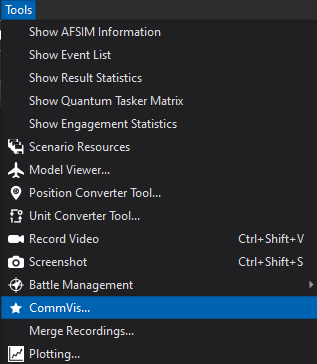 Tools
Show AFSIM Information
Show Event List
Show Result Statistics
Show Quantum Tasker Matrix
Show Engagement Statistics
Scenario Resources
Model Viewer...
Position Converter Tool...
Unit Converter Tool...
Record Video Ctrl+Shift+V
Screenshot Ctrl+Shift+S
Battle Management
CommVis...
Merge Recordings...
Plotting...